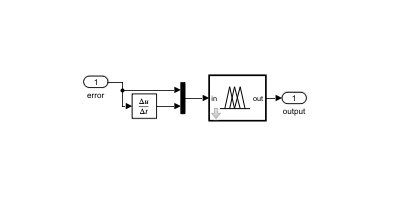 1
error
Δu
Δt
in
out
1
output